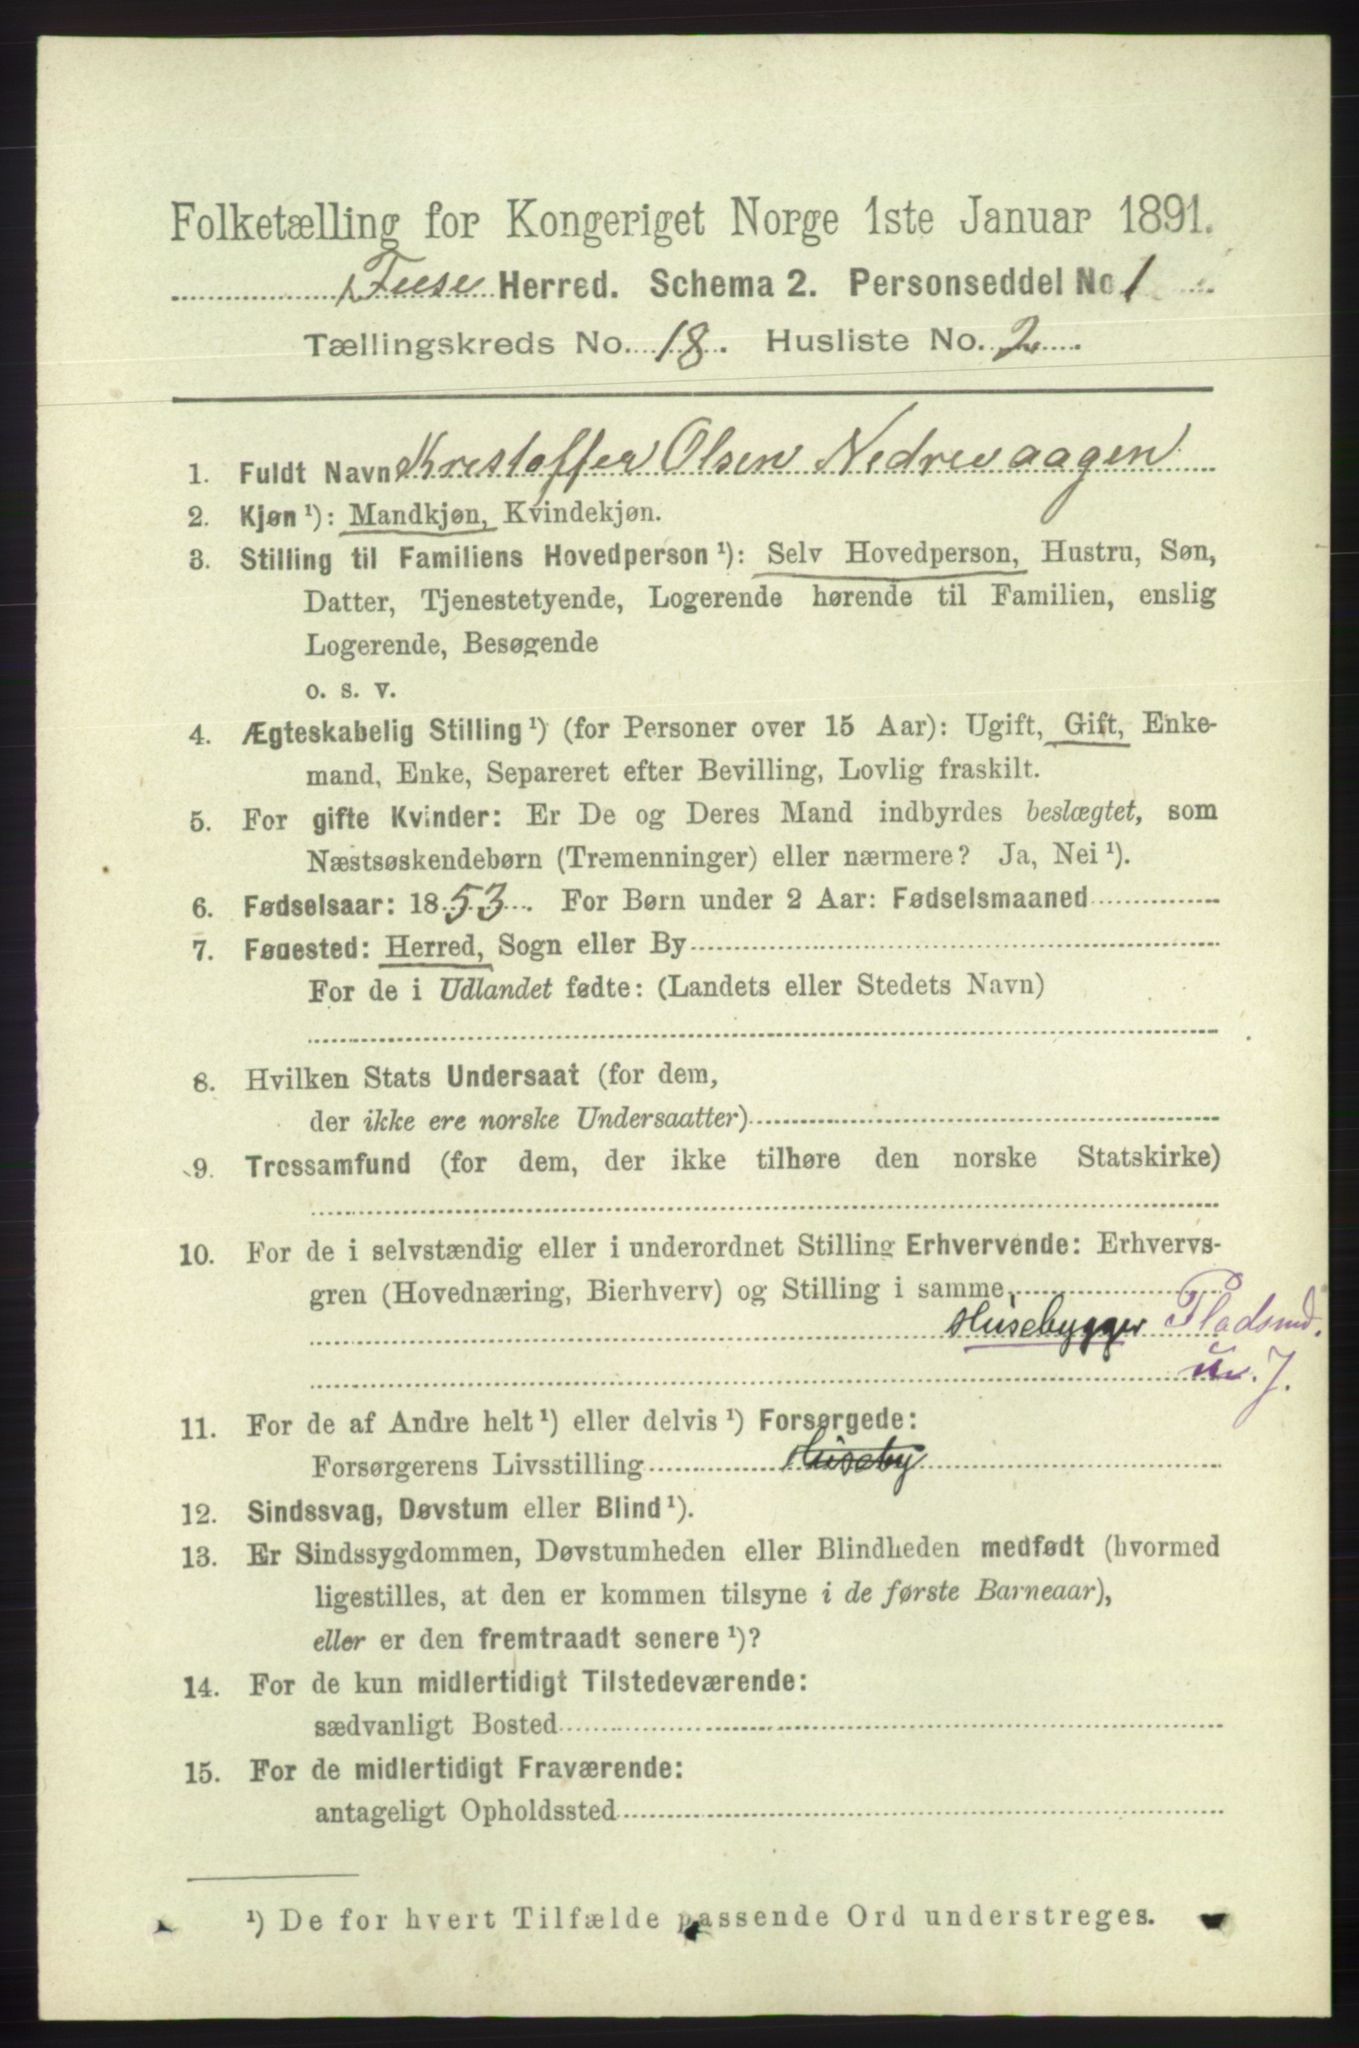 Folketælling for Kongeriget Norge 1ste Januar 1891.
Fuse Herred. Schema 2. Personseddel No 1
Tællingskreds No. 18. Husliste No. 2
1. Fuldt Navn Kristoffer Olsen Nedrevaagen
2. Kjøn ¹): Mandkjøn, Kvindekjøn.
3. Stilling til Familiens Hovedperson ¹): Selv Hovedperson, Hustru, Søn,
Datter, Tjenestetyende, Logerende hørende til Familien, enslig
Logerende, Besøgende
o. s. v.
4. Ægteskabelig Stilling ¹) (for Personer over 15 Aar): Ugift, Gift, Enke-
mand, Enke, Separeret efter Bevilling, Lovlig fraskilt.
5. For gifte Kvinder: Er De og Deres Mand indbyrdes beslægtet, som
Næstsøskendebørn (Tremenninger) eller nærmere? Ja, Nei ¹).
6. Fødselsaar: 1853. For Børn under 2 Aar: Fødselsmaaned
7. Fødested: Herred, Sogn eller By
For de i Udlandet fødte: (Landets eller Stedets Navn)
8. Hvilken Stats Undersaat (for dem,
der ikke ere norske Undersaatter)
9. Trossamfund (for dem, der ikke tilhøre den norske Statskirke)
10. For de i selvstændig eller i underordnet Stilling Erhvervende: Erhvervs-
gren (Hovednæring, Bierhverv) og Stilling i samme
Husebygger Pladsmd.
u. J.
11. For de af Andre helt ¹) eller delvis ¹) Forsørgede:
Forsørgerens Livsstilling Huseby
12. Sindssvag, Døvstum eller Blind ¹).
13. Er Sindssygdommen, Døvstumheden eller Blindheden medfødt (hvormed
ligestilles, at den er kommen tilsyne i de første Barneaar),
eller er den fremtraadt senere ¹)?
14. For de kun midlertidigt Tilstedeværende:
sædvanligt Bosted
15. For de midlertidigt Fraværende:
antageligt Opholdssted
¹) De for hvert Tilfælde passende Ord understreges.